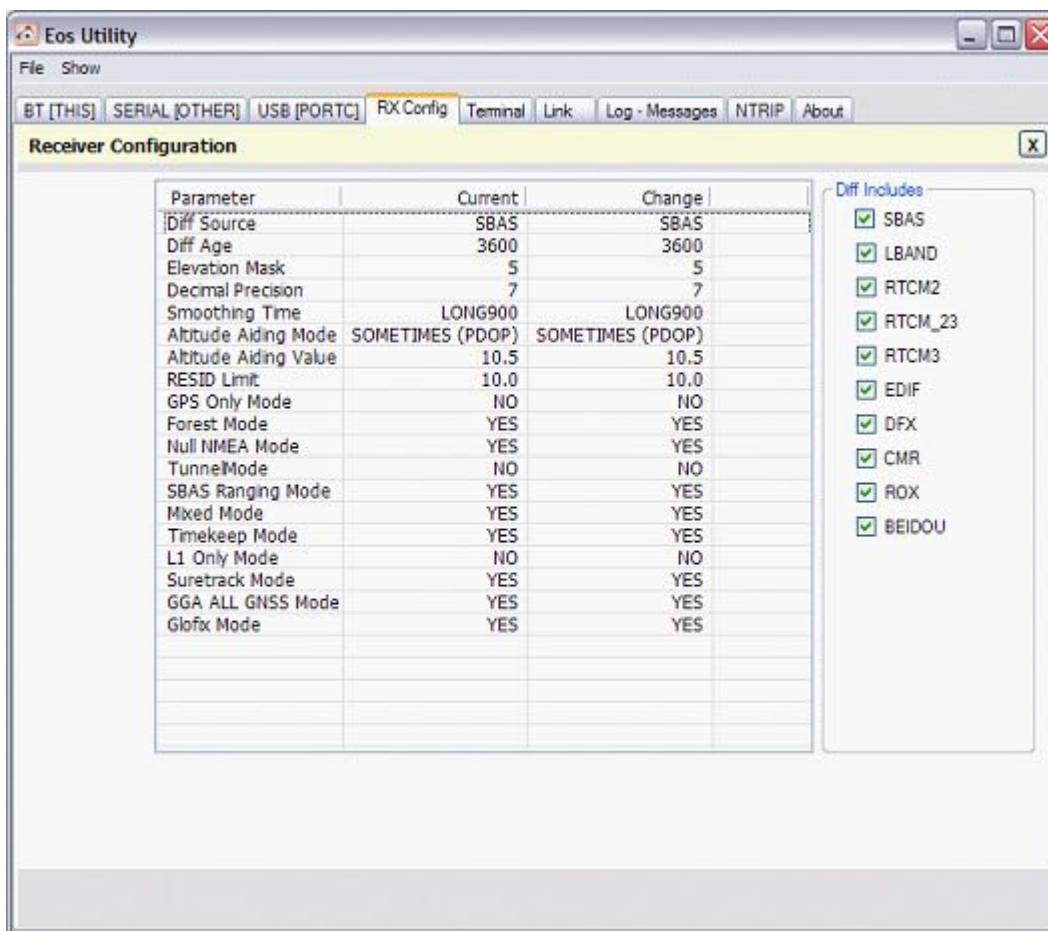 Eos Utility
File Show
BT [THIS] SERIAL [OTHER] USB [PORTC] RX Config Terminal Link Log - Messages NTRIP About
Receiver Configuration X
Parameter Current Change
Diff Source SBAS SBAS
Diff Age 3600 3600
Elevation Mask 5 5
Decimal Precision 7 7
Smoothing Time LONG900 LONG900
Altitude Aiding Mode SOMETIMES (PDOP) SOMETIMES (PDOP)
Altitude Aiding Value 10.5 10.5
RESID Limit 10.0 10.0
GPS Only Mode NO NO
Forest Mode YES YES
Null NMEA Mode YES YES
TunnelMode NO NO
SBAS Ranging Mode YES YES
Mixed Mode YES YES
Timekeep Mode YES YES
L1 Only Mode NO NO
Suretrack Mode YES YES
GGA ALL GNSS Mode YES YES
Glofix Mode YES YES
Diff Includes
SBAS
LBAND
RTCM2
RTCM_23
RTCM3
EDIF
DFX
CMR
ROX
BEIDOU